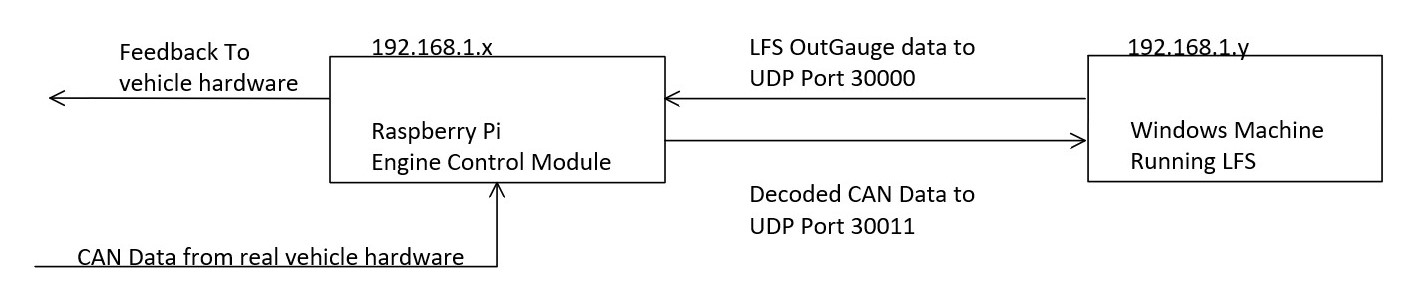 Feedback To
vehicle hardware
192.168.1.x
Raspberry Pi
Engine Control Module
LFS OutGauge data to
UDP Port 30000
192.168.1.y
Windows Machine
Running LFS
Decoded CAN Data to
UDP Port 30011
CAN Data from real vehicle hardware